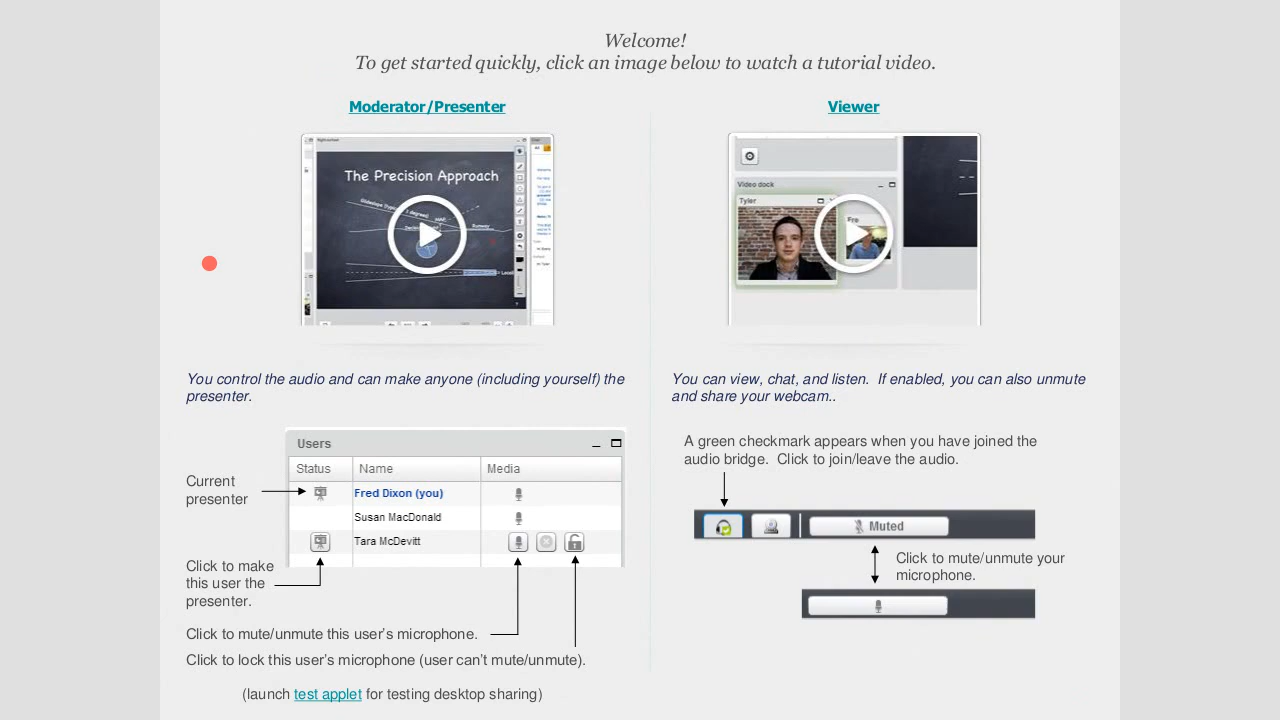 Welcome!
To get started quickly, click an image below to watch a tutorial video.
Moderator/Presenter
The Precision Approach
Runway
You control the audio and can make anyone (including yourself) the
presenter.
Users
Status Name Media
Current
presenter
Fred Dixon (you)
Susan MacDonald
Tara McDevitt
Click to make
this user the
presenter.
Click to mute/unmute this user's microphone.
Click to lock this user's microphone (user can't mute/unmute).
(launch test applet for testing desktop sharing)
Viewer
Video dock
Tyler
Fre
You can view, chat, and listen.  If enabled, you can also unmute
and share your webcam..
A green checkmark appears when you have joined the
audio bridge.  Click to join/leave the audio.
Muted
Click to mute/unmute your
microphone.